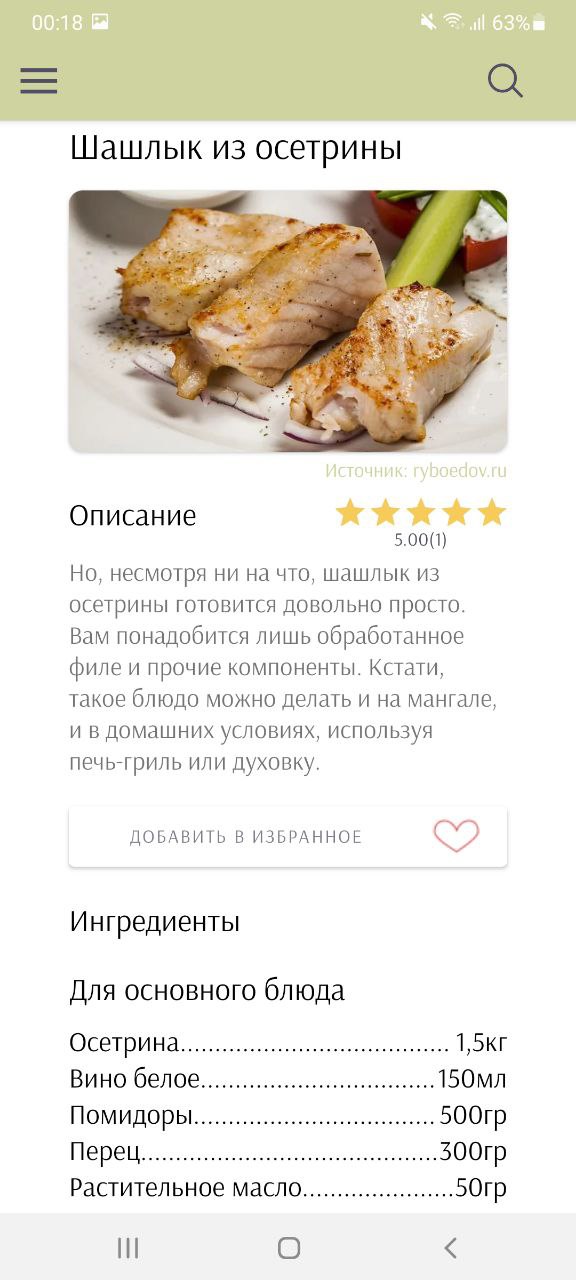 00:18 63%
Шашлык из осетрины
Источник: ryboedov.ru
Описание
5.00(1)
Но, несмотря ни на что, шашлык из
осетрины готовится довольно просто.
Вам понадобится лишь обработанное
филе и прочие компоненты. Кстати,
такое блюдо можно делать и на мангале,
и в домашних условиях, используя
печь-гриль или духовку.
ДОБАВИТЬ В ИЗБРАННОЕ
Ингредиенты
Для основного блюда
Осетрина..................................... 1,5кг
Вино белое................................150мл
Помидоры................................. 500гр
Перец........................................300гр
Растительное масло.....................50гр